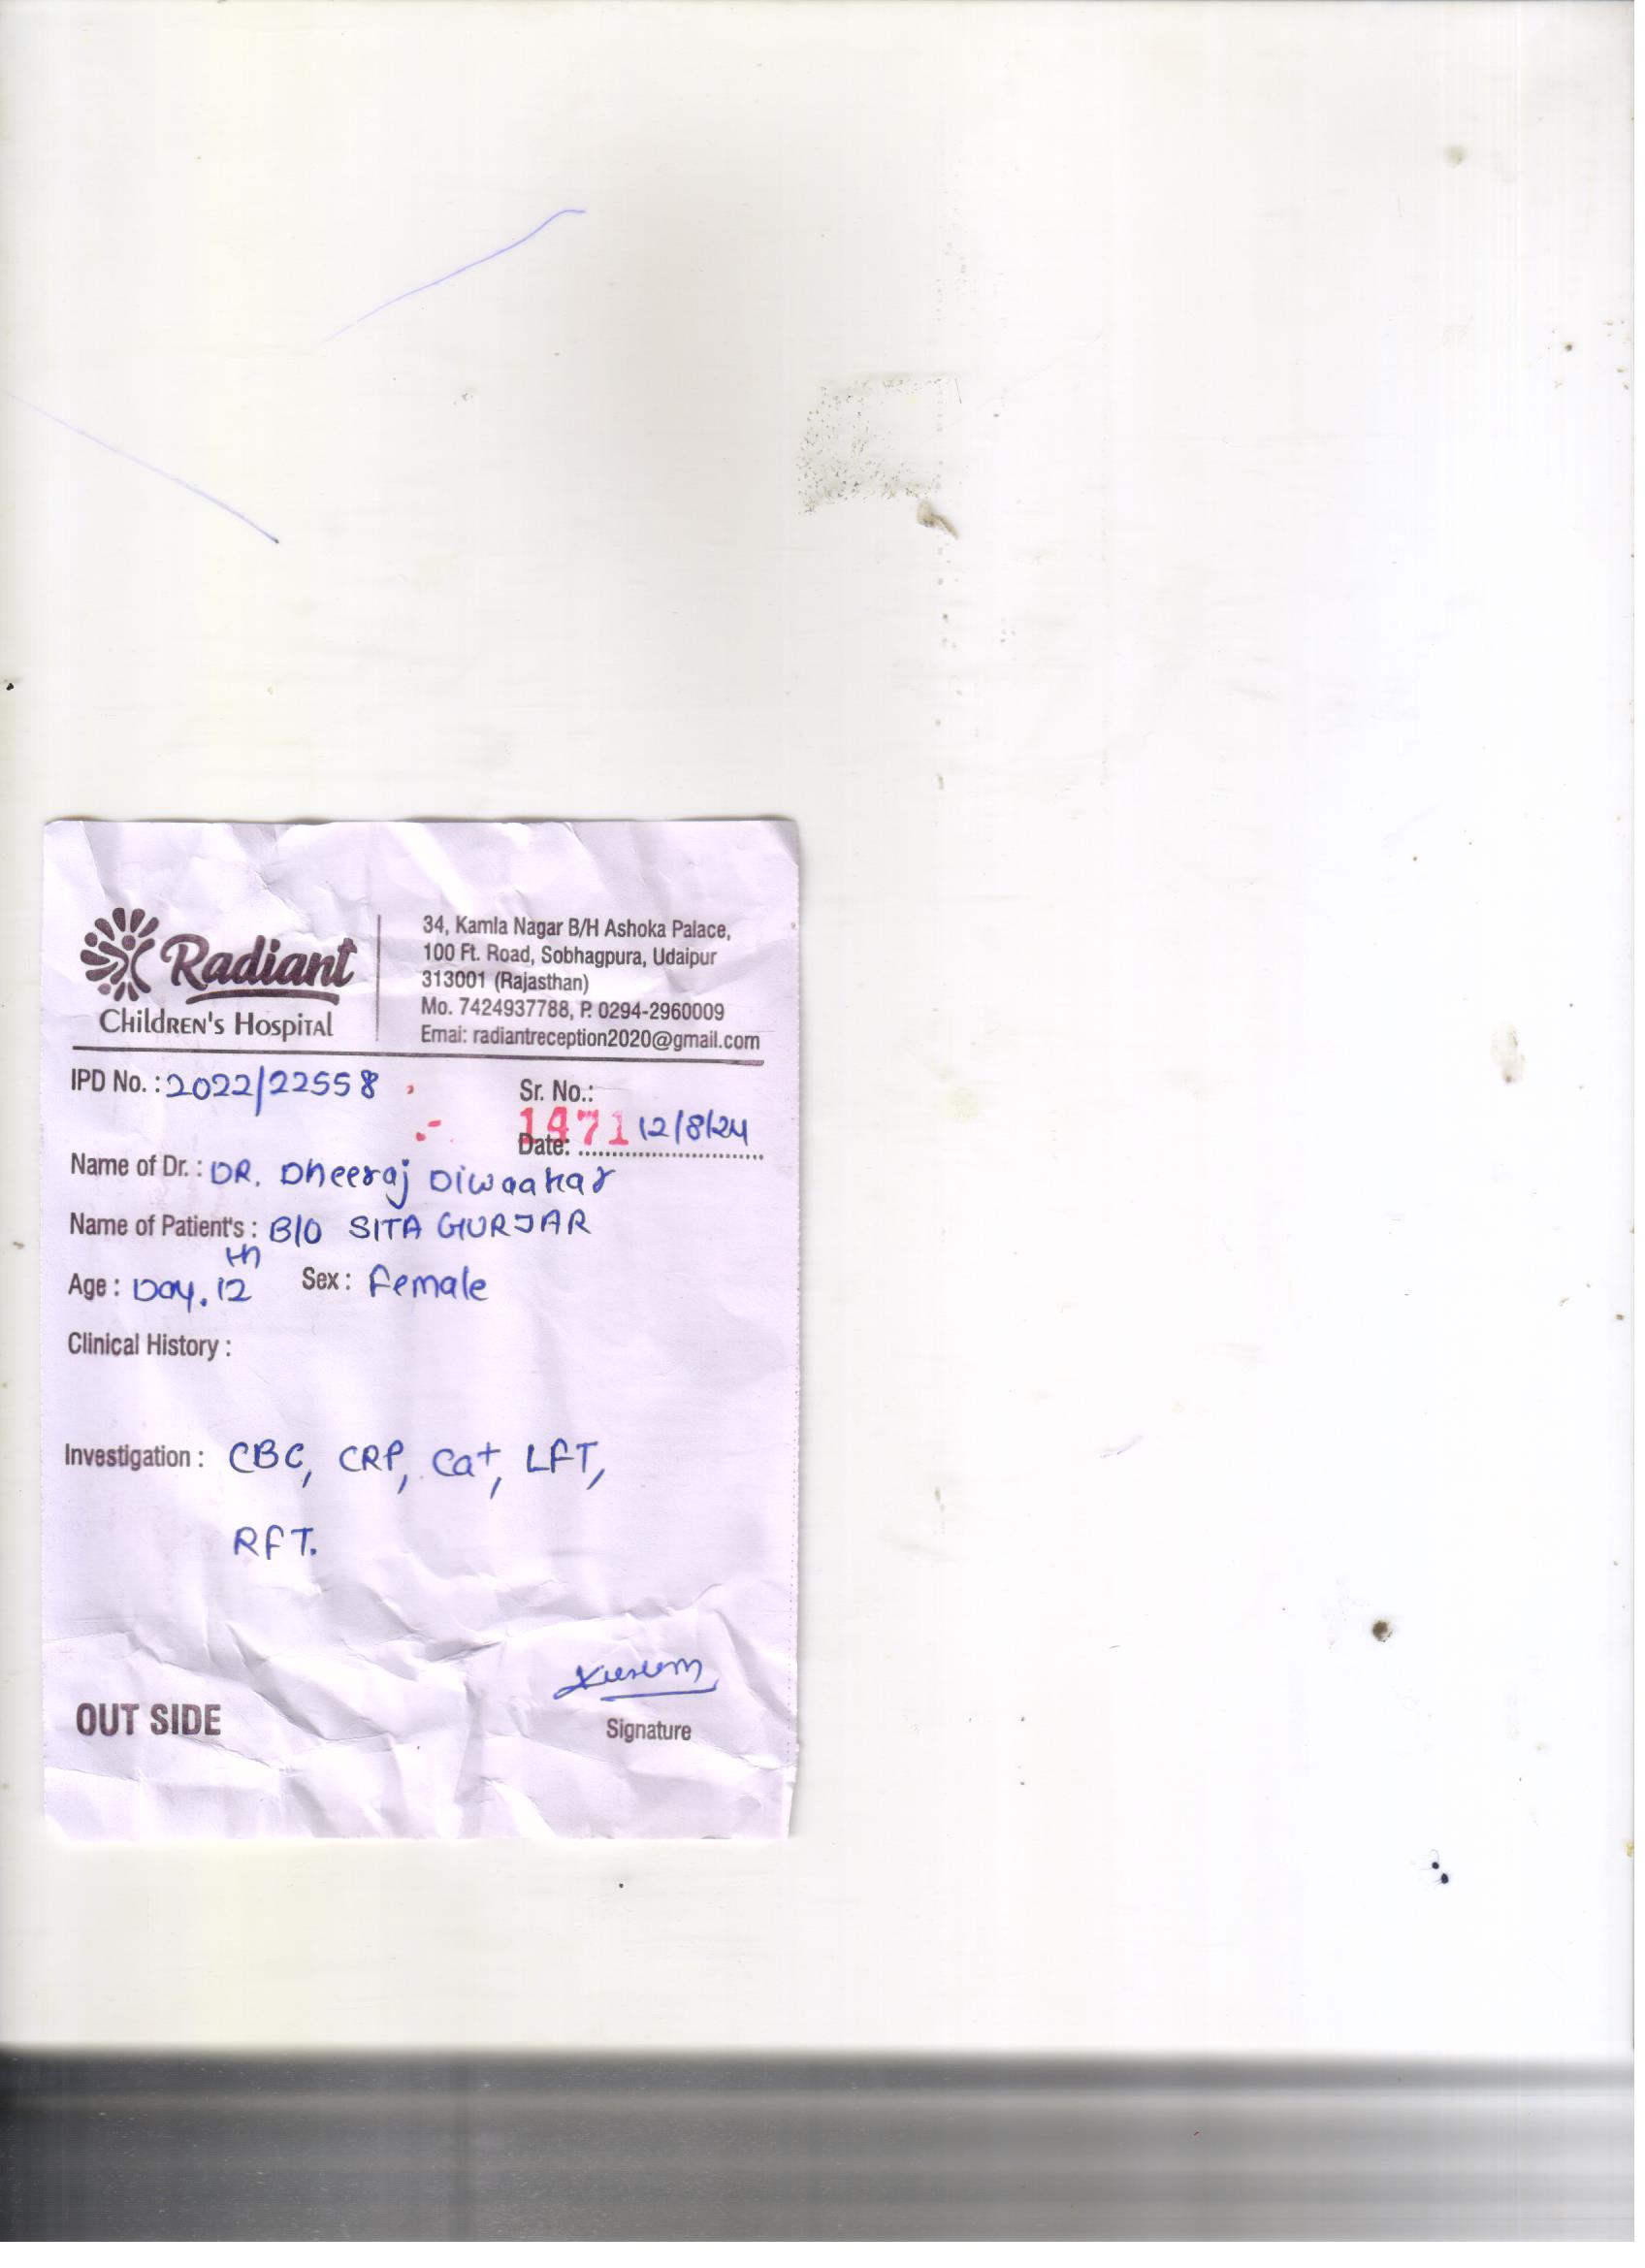 Radiant
Children's Hospital
34, Kamla Nagar B/H Ashoka Palace,
100 Ft. Road, Sobhagpura, Udaipur
313001 (Rajasthan)
Mo. 7424937788, P. 0294-2960009
Emai: radiantreception2020@gmail.com
IPD No. : 2022/22558
Sr. No.:
1471
Date: 12/8/24
Name of Dr. : DR. Dheeraj Diwaakar
Name of Patient's : B/O SITA GURJAR
Age : Day. 12th Sex : Female
Clinical History :
Investigation : CBC, CRP, Ca+, LFT,
RFT.
OUT SIDE
Signature